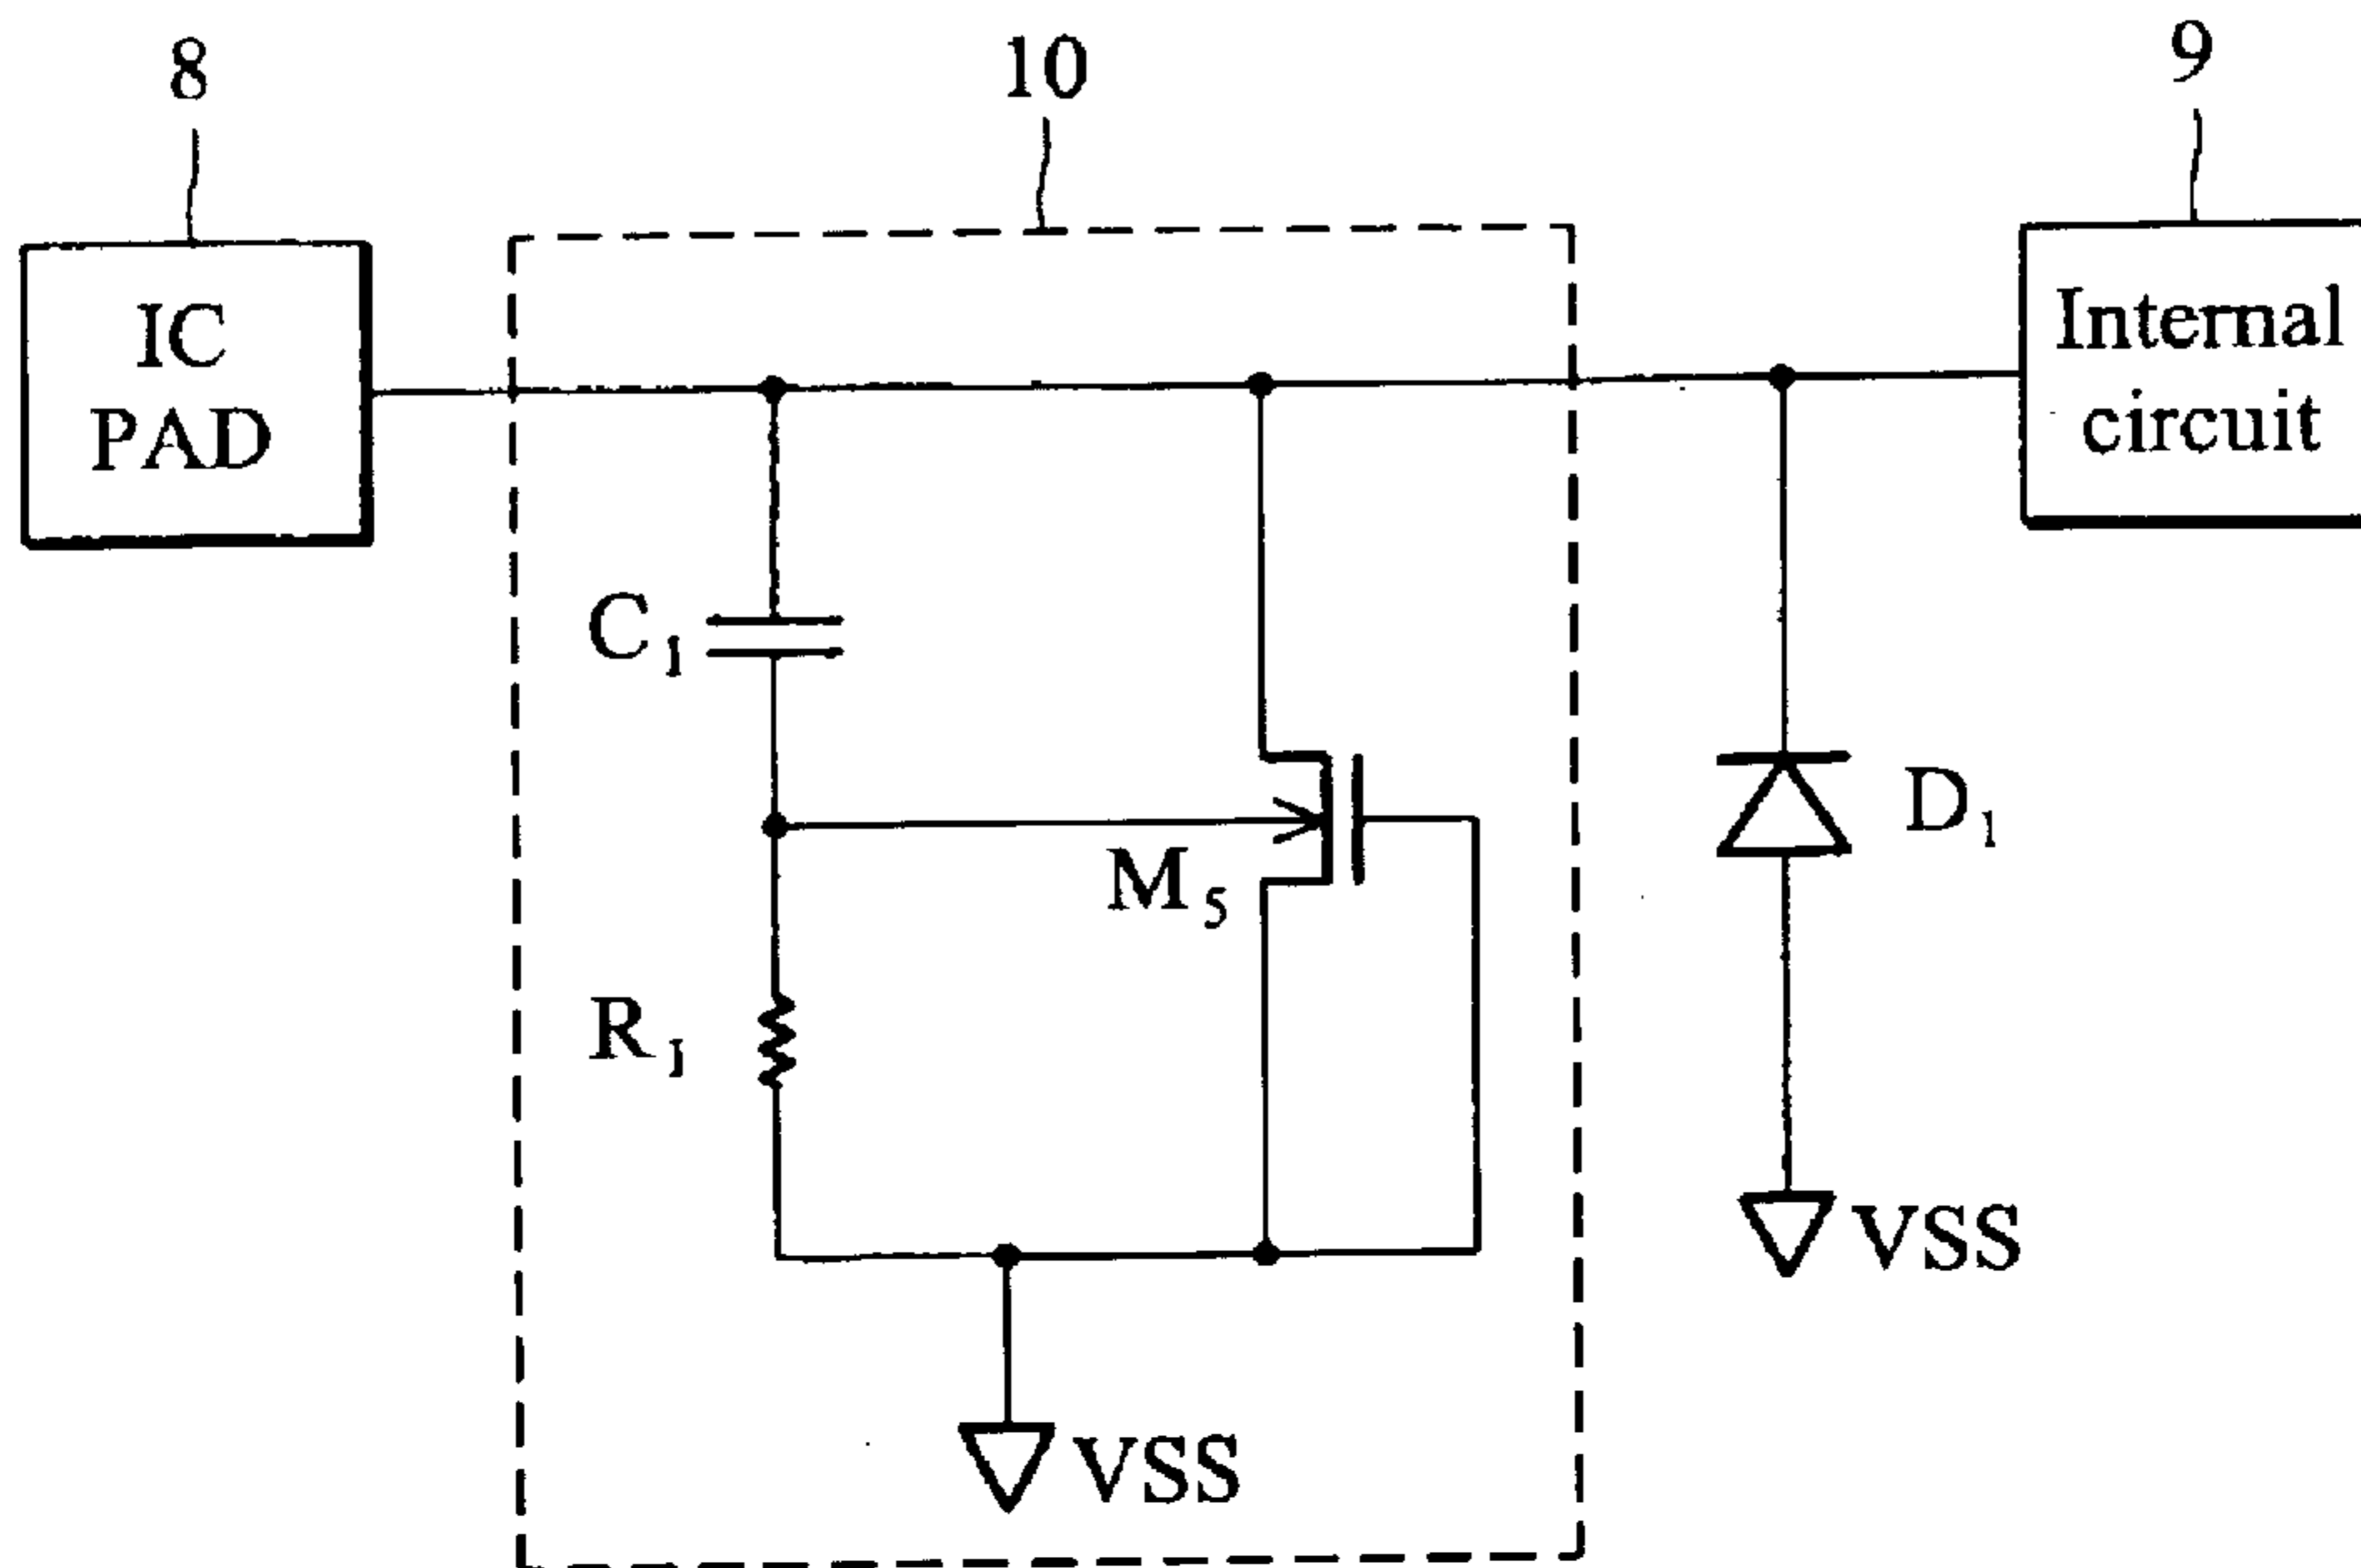 8
10
9
IC
PAD
Internal
circuit
C1
M5
D1
R1
VSS
VSS